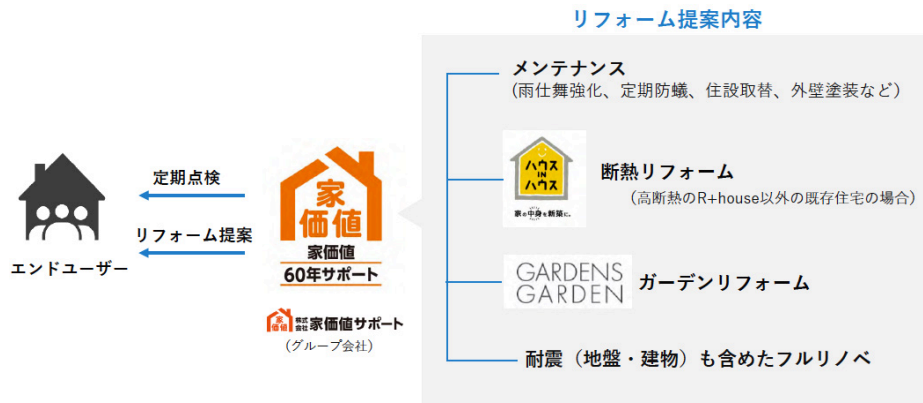 リフォーム提案内容
メンテナンス
(雨仕舞強化、定期防蟻、住設取替、外壁塗装など)
ハウス
IN
ハウス
家の中身を新築に。
断熱リフォーム
(高断熱のR+house以外の既存住宅の場合)
定期点検
リフォーム提案
エンドユーザー
家
価値
家価値
60年サポート
家
価値
株式会社
家価値サポート
(グループ会社)
GARDENS
GARDEN
ガーデンリフォーム
耐震（地盤・建物）も含めたフルリノベ